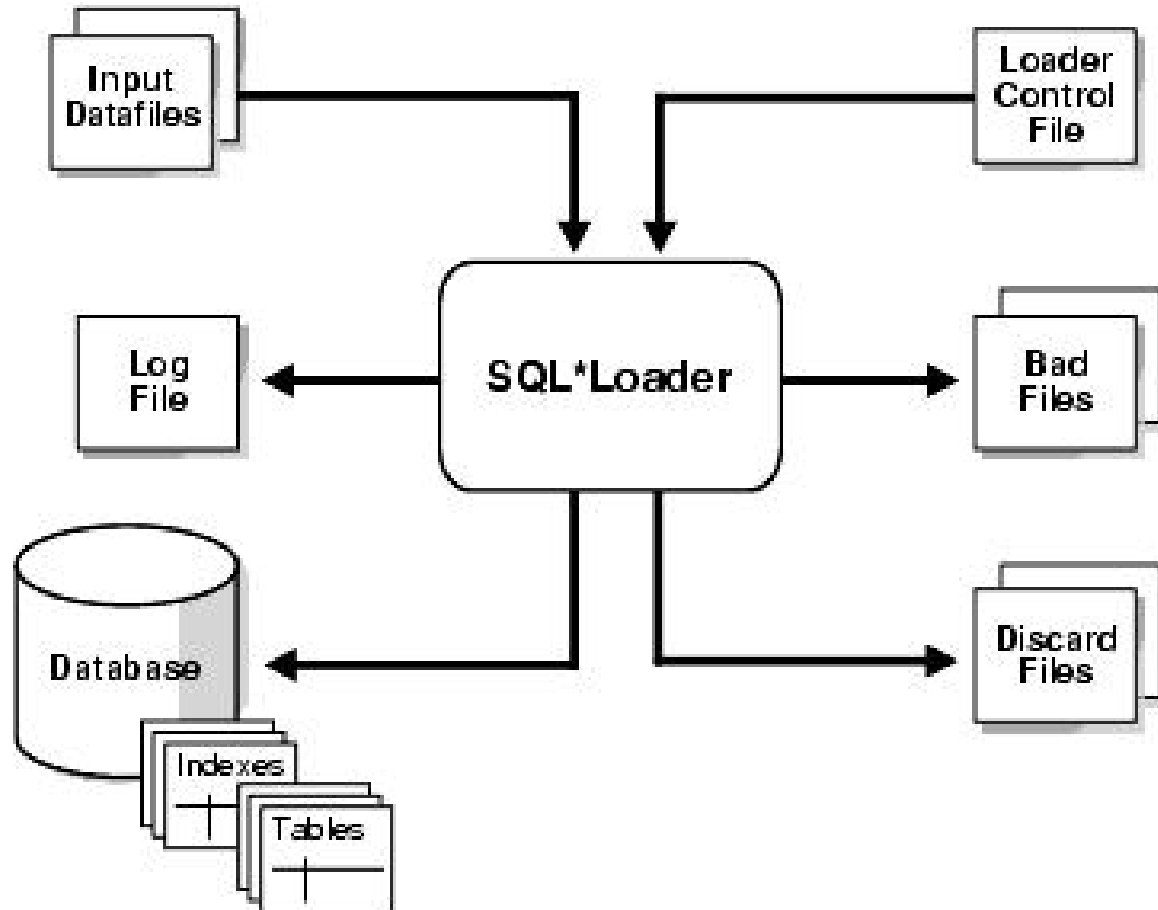 Input
Datafiles
Loader
Control
File
Log
File
SQL*Loader
Bad
Files
Database
Discard
Files
Indexes
Tables